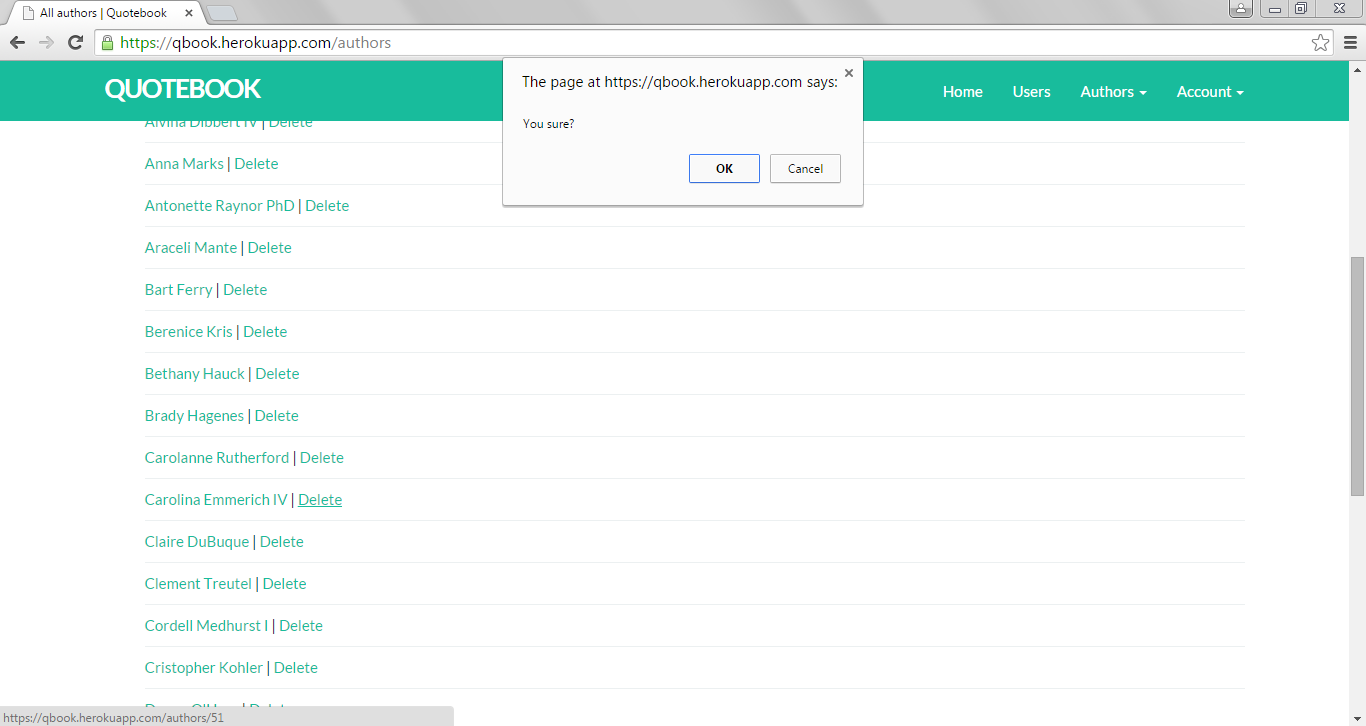 All authors | Quotebook
https://qbook.herokuapp.com/authors
The page at https://qbook.herokuapp.com says:
You sure?
OK Cancel
QUOTEBOOK Home Users Authors Account
Alvina Dibbert IV | Delete
Anna Marks | Delete
Antonette Raynor PhD | Delete
Araceli Mante | Delete
Bart Ferry | Delete
Berenice Kris | Delete
Bethany Hauck | Delete
Brady Hagenes | Delete
Carolanne Rutherford | Delete
Carolina Emmerich IV | Delete
Claire DuBuque | Delete
Clement Treutel | Delete
Cordell Medhurst I | Delete
Cristopher Kohler | Delete
| Delete
https://qbook.herokuapp.com/authors/51